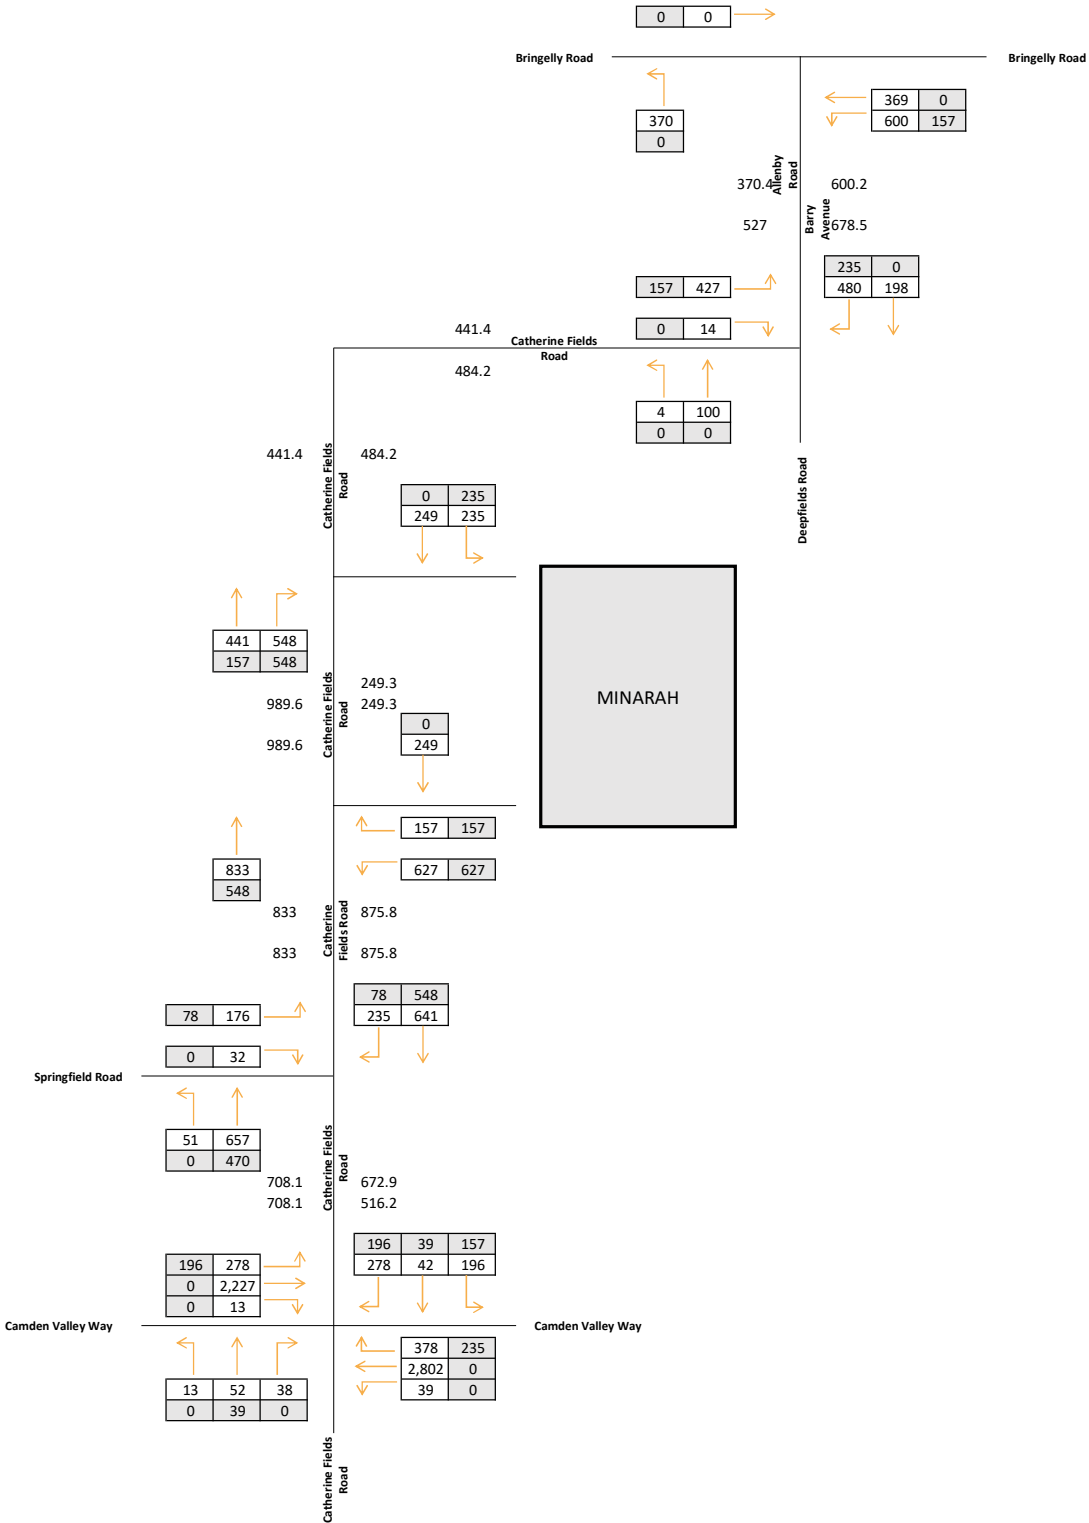 0 0
Bringelly Road Bringelly Road
369 0
600 157
370
0
Allenby
Road
370.4 600.2
Barry
Avenue
527 678.5
235 0
480 198
157 427
0 14
441.4
Catherine Fields
Road
484.2
4 100
0 0
Catherine Fields
Road
441.4 484.2
Deepfields Road
0 235
249 235
441 548
157 548
MINARAH
Catherine Fields
Road
249.3
989.6 249.3
989.6
0
249
157 157
627 627
833
548
Catherine
Fields Road
833 875.8
833 875.8
78 548
235 641
78 176
0 32
Springfield Road
51 657
0 470
Catherine Fields
Road
708.1 672.9
708.1 516.2
196 39 157
278 42 196
196 278
0 2,227
0 13
Camden Valley Way Camden Valley Way
378 235
2,802 0
39 0
13 52 38
0 39 0
Catherine Fields
Road